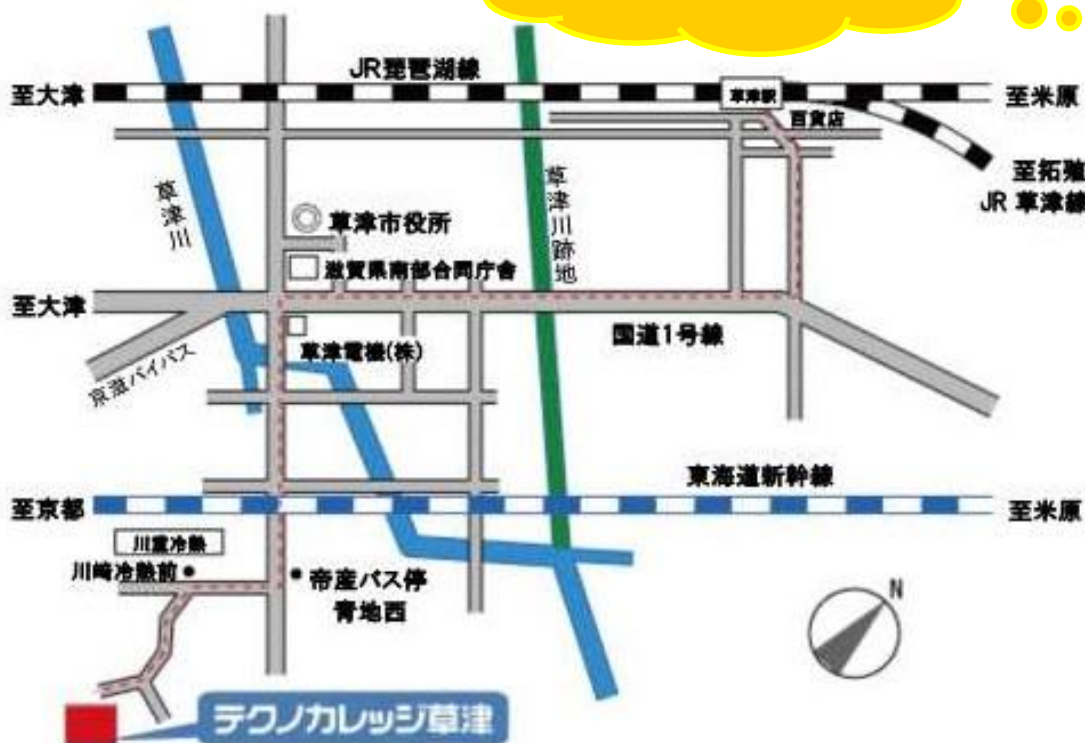 JR琵琶湖線
至大津
草津駅
至米原
百貨店
至拓殖
JR 草津線
草津川
草津市役所
草津川跡地
滋賀県南部合同庁舎
至大津
国道1号線
草津電機(株)
京滋バイパス
東海道新幹線
至京都
至米原
川重冷熱
川崎冷熱前
帝産バス停
青地西
N
テクノカレッジ草津